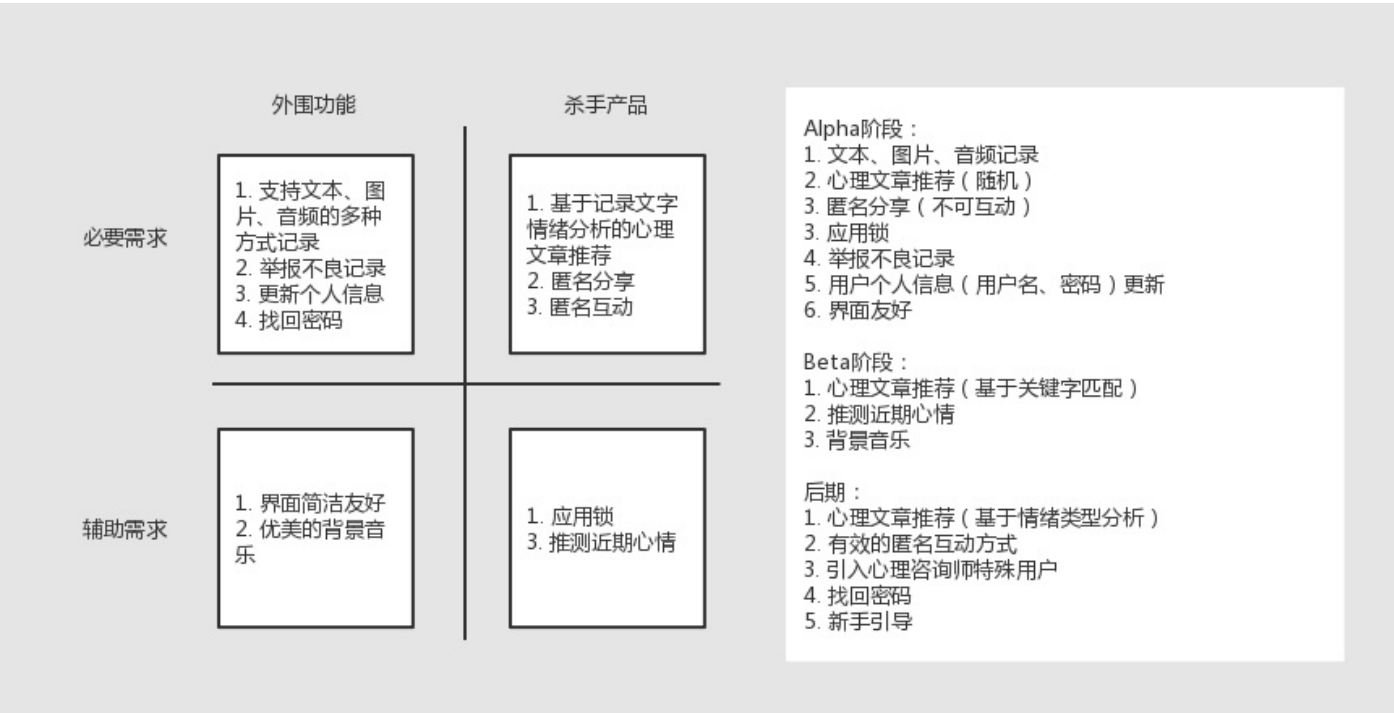 外围功能
杀手产品
必要需求
1. 支持文本、图
片、音频的多种
方式记录
2. 举报不良记录
3. 更新个人信息
4. 找回密码
1. 基于记录文字
情绪分析的心理
文章推荐
2. 匿名分享
3. 匿名互动
辅助需求
1. 界面简洁友好
2. 优美的背景音
乐
1. 应用锁
3. 推测近期心情
Alpha阶段：
1. 文本、图片、音频记录
2. 心理文章推荐（随机）
3. 匿名分享（不可互动）
3. 应用锁
4. 举报不良记录
5. 用户个人信息（用户名、密码）更新
6. 界面友好
Beta阶段：
1. 心理文章推荐（基于关键字匹配）
2. 推测近期心情
3. 背景音乐
后期：
1. 心理文章推荐（基于情绪类型分析）
2. 有效的匿名互动方式
3. 引入心理咨询师特殊用户
4. 找回密码
5. 新手引导